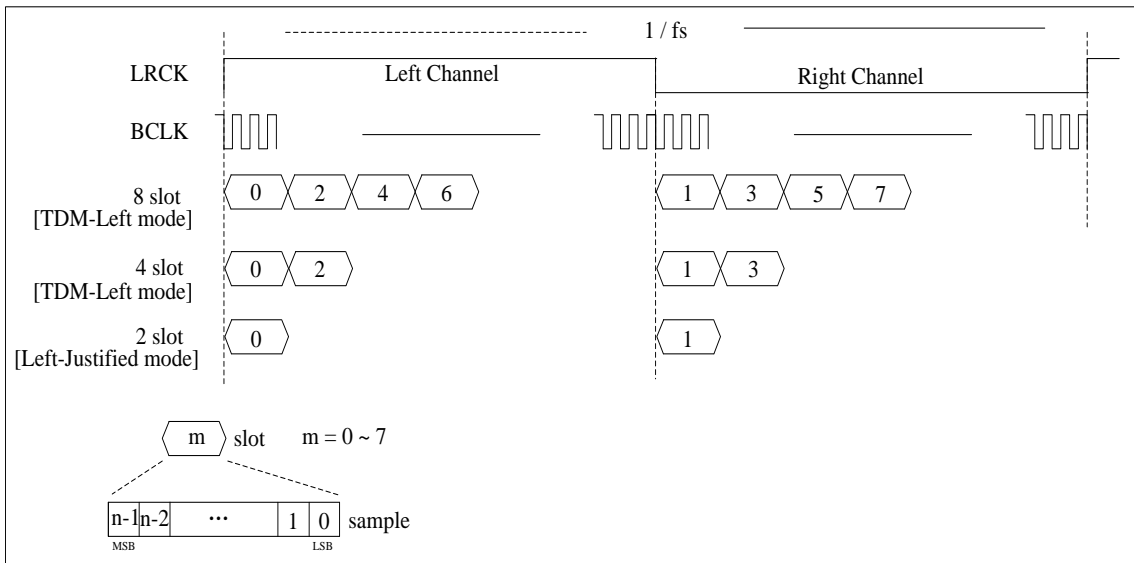 1 / fs
LRCK
Left Channel
Right Channel
BCLK
8 slot
[TDM-Left mode]
0 2 4 6 1 3 5 7
4 slot
[TDM-Left mode]
0 2 1 3
2 slot
[Left-Justified mode]
0 1
m slot m = 0 ~ 7
n-1 n-2 ... 1 0 sample
MSB LSB